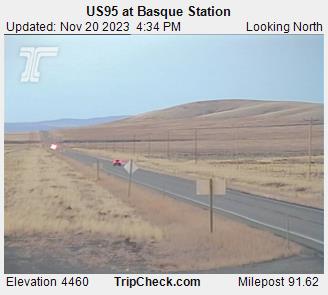 US95 at Basque Station
Updated: Nov 20 2023 4:34 PM Looking North
Elevation 4460 TripCheck.com Milepost 91.62